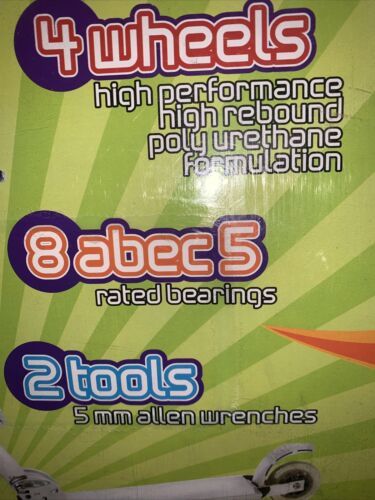 4 wheels
high performance
high rebound
poly urethane
formulation
8 abec 5
rated bearings
2 tools
5 mm allen wrenches